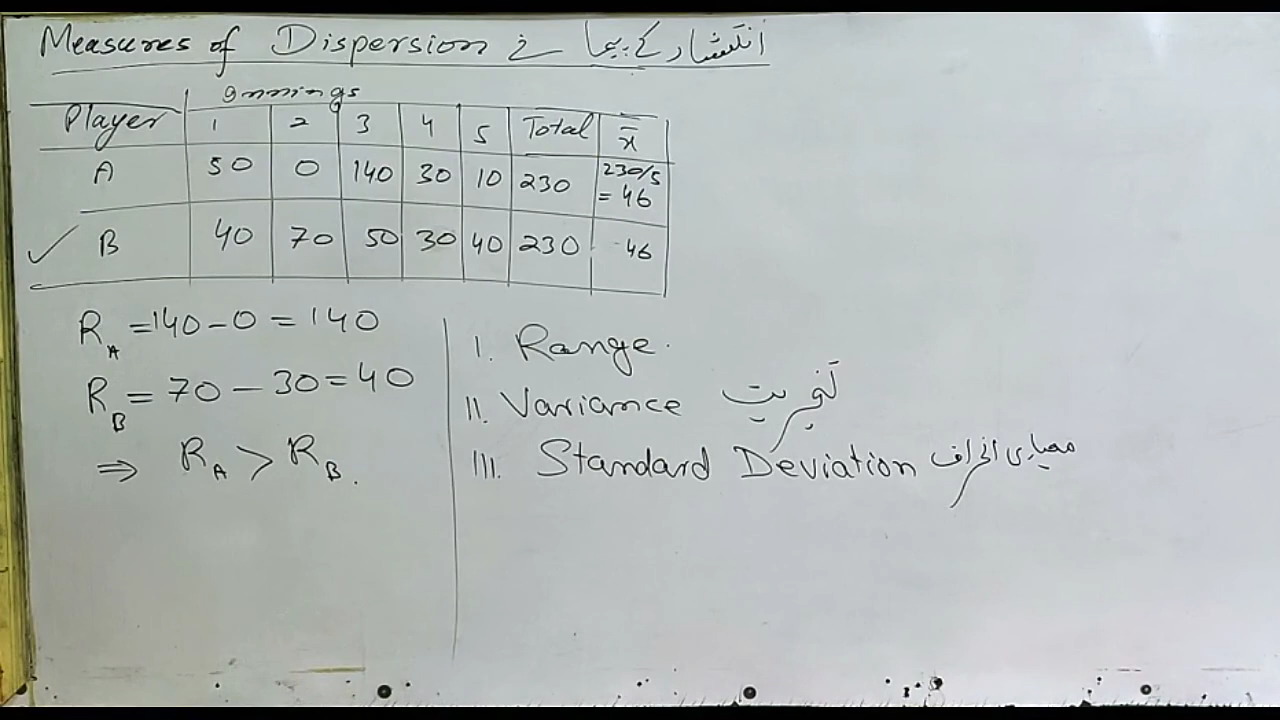 Measures of Dispersion انتشار کے پیمانے
Innings
Player 1 2 3 4 5 Total x̄
A 50 0 140 30 10 230 230/5 = 46
B 40 70 50 30 40 230 46
R_A = 140 - 0 = 140
R_B = 70 - 30 = 40
⇒ R_A > R_B.
I. Range.
II. Variance تغیریت
III. Standard Deviation معیاری انحراف